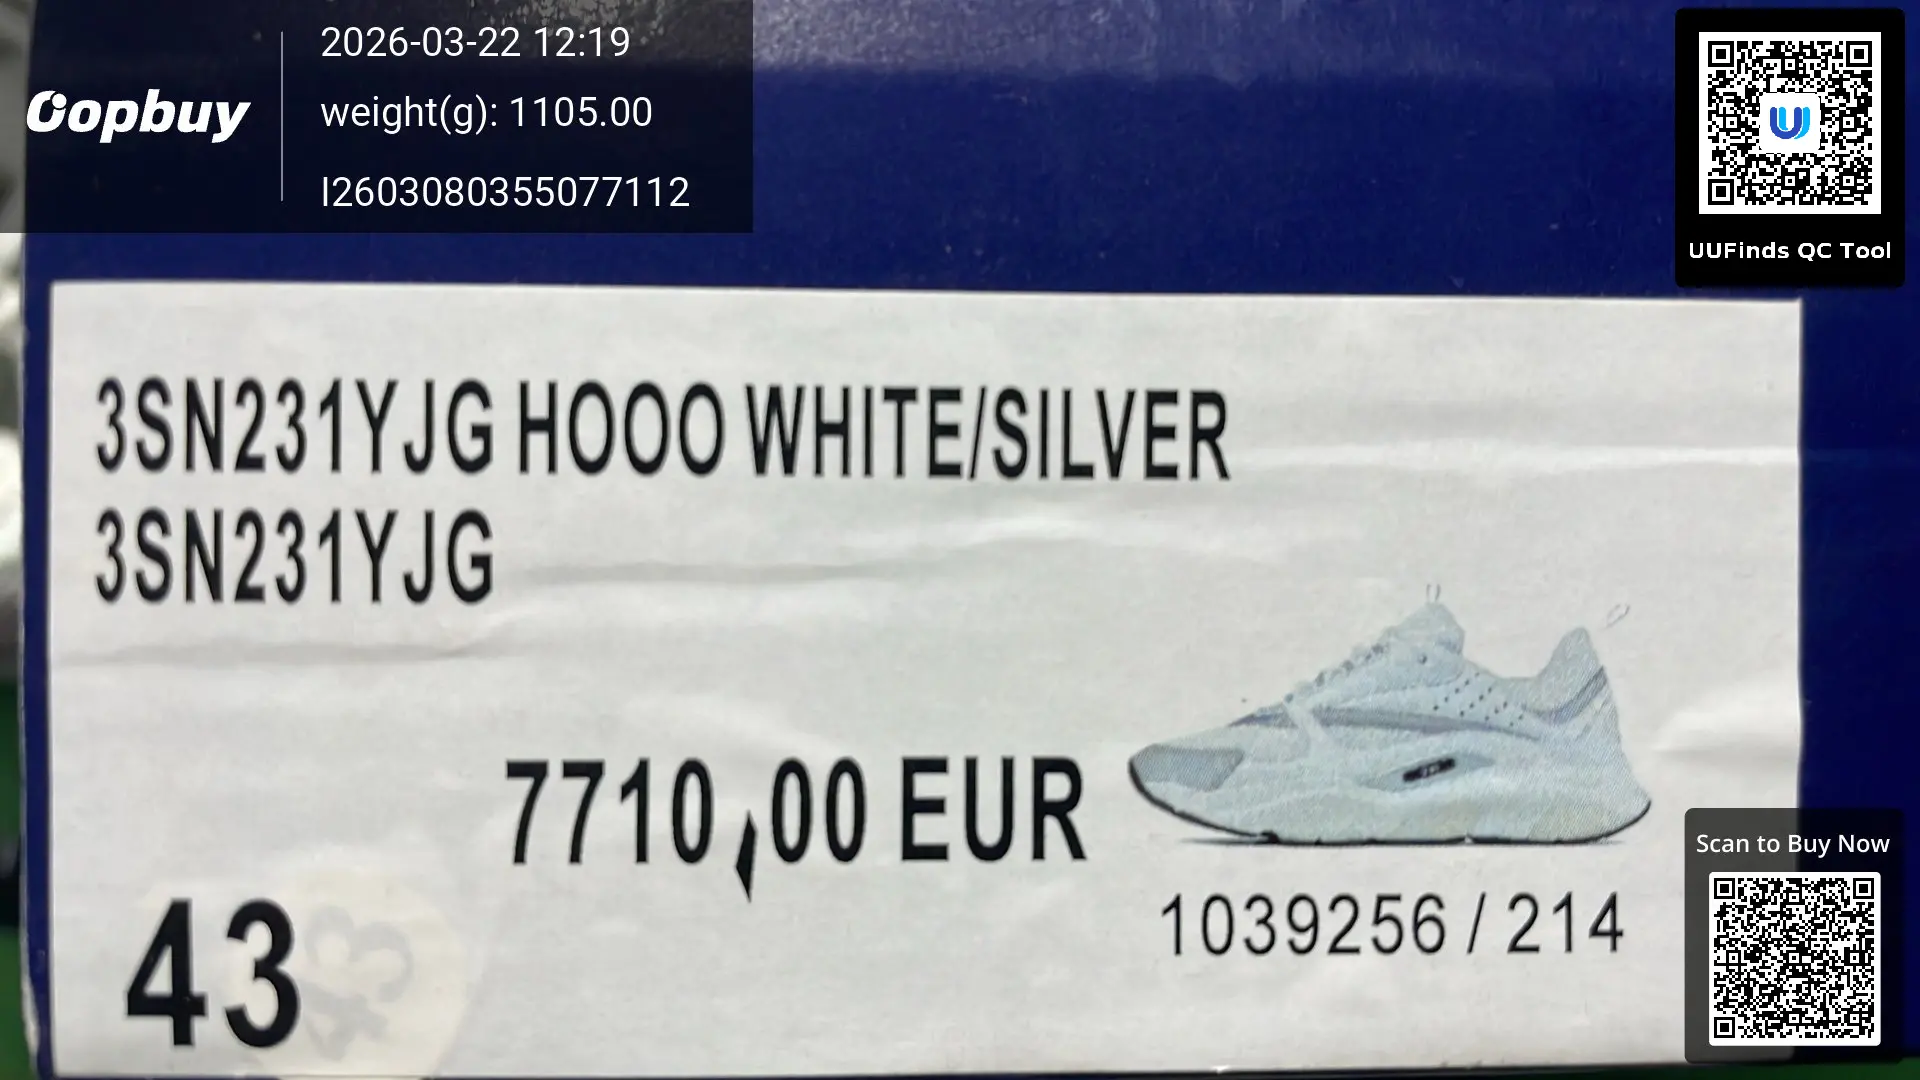 Oopbuy
2026-03-22 12:19
weight(g): 1105.00
I2603080355077112
UUFinds QC Tool
3SN231YJG HOOO WHITE/SILVER
3SN231YJG
7710,00 EUR
1039256 / 214
43
43
Scan to Buy Now